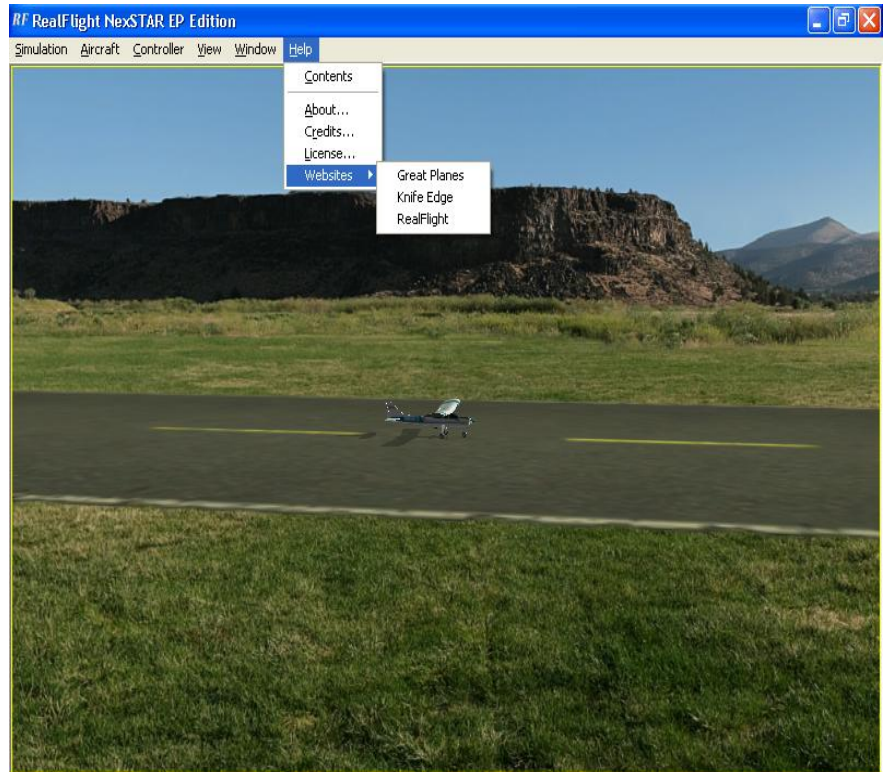 RF RealFlight NexSTAR EP Edition
Simulation Aircraft Controller View Window Help
Contents
About...
Credits...
License...
Websites
Great Planes
Knife Edge
RealFlight